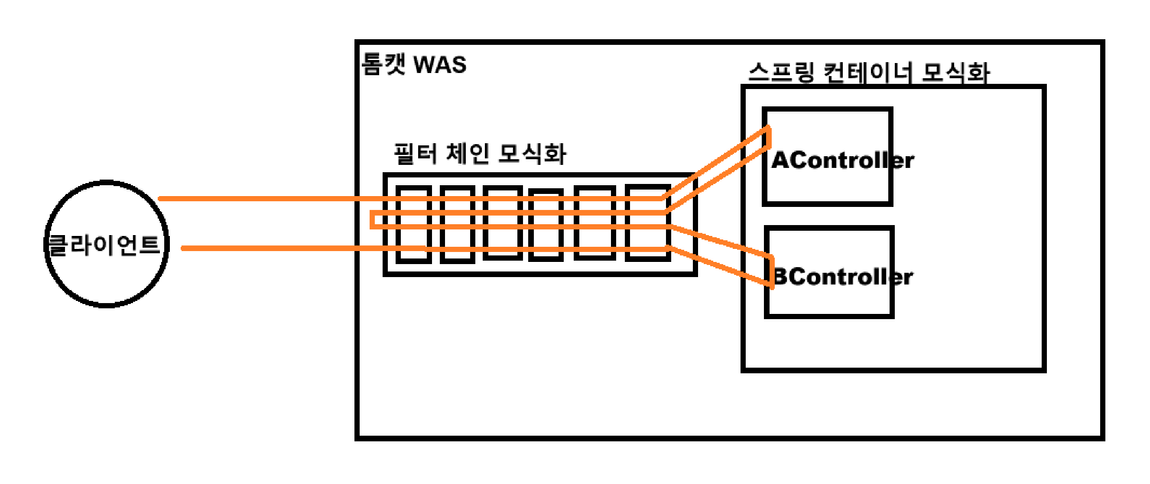 톰캣 WAS
스프링 컨테이너 모식화
필터 체인 모식화
AController
클라이언트
BController